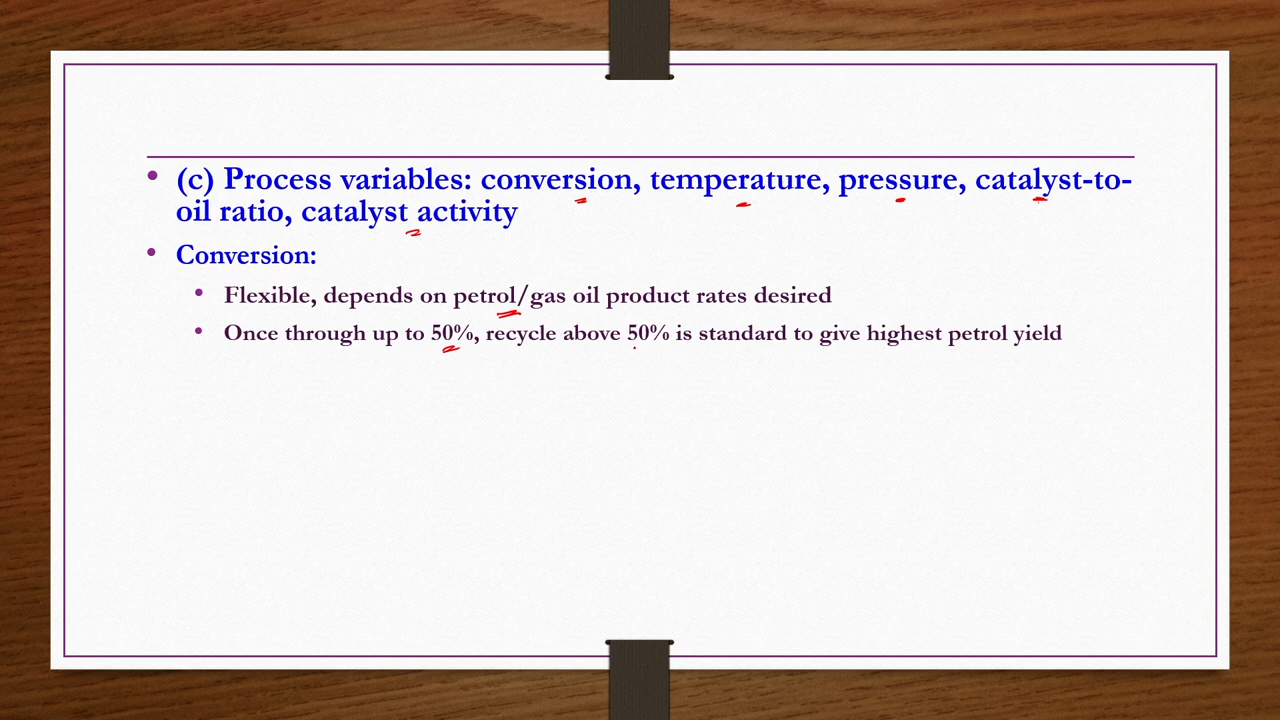 • (c) Process variables: conversion, temperature, pressure, catalyst-to-
oil ratio, catalyst activity
• Conversion:
• Flexible, depends on petrol/gas oil product rates desired
• Once through up to 50%, recycle above 50% is standard to give highest petrol yield